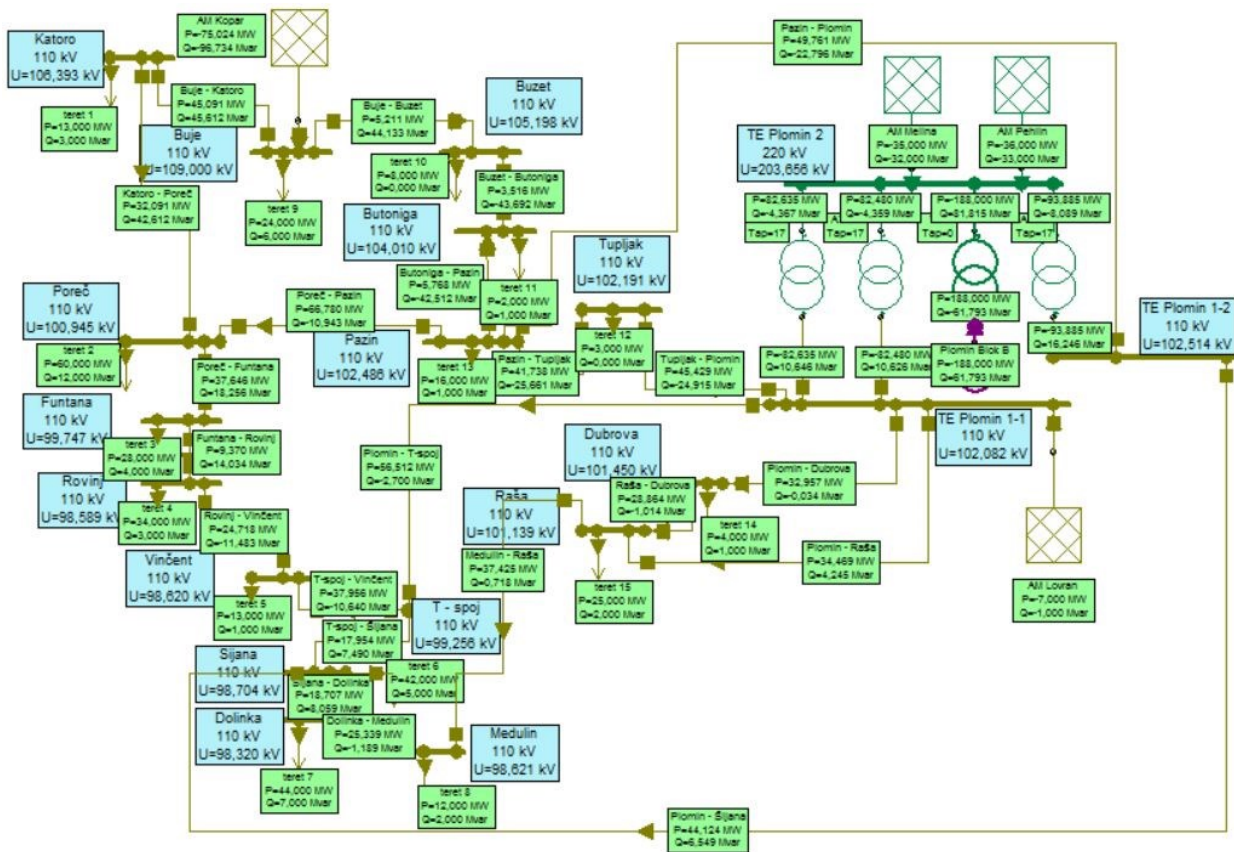 AM Kopar
P=-75,024 MW
Q=-96,734 Mvar
Katoro
110 kV
U=106,393 kV
Pazin - Plomin
P=49,761 MW
Q=-22,796 Mvar
Buje - Katoro
P=45,091 MW
Q=45,612 Mvar
Buje - Buzet
P=5,211 MW
Q=44,133 Mvar
Buzet
110 kV
U=105,198 kV
teret 1
P=13,000 MW
Q=3,000 Mvar
Buje
110 kV
U=109,000 kV
TE Plomin 2
220 kV
U=203,656 kV
AM Melina
P=-35,000 MW
Q=-32,000 Mvar
AM Pehlin
P=-36,000 MW
Q=-33,000 Mvar
teret 10
P=8,000 MW
Q=0,000 Mvar
Buzet - Butoniga
P=3,516 MW
Q=-43,692 Mvar
Katoro - Poreč
P=32,091 MW
Q=42,612 Mvar
teret 9
P=24,000 MW
Q=6,000 Mvar
Butoniga
110 kV
U=104,010 kV
P=82,635 MW
Q=-4,367 Mvar
Tap=17
P=82,480 MW
Q=-4,359 Mvar
Tap=17
P=-188,000 MW
Q=81,815 Mvar
Tap=0
P=93,885 MW
Q=-8,089 Mvar
Tap=17
Tupljak
110 kV
U=102,191 kV
Butoniga - Pazin
P=5,768 MW
Q=-42,512 Mvar
teret 11
P=2,000 MW
Q=1,000 Mvar
Poreč
110 kV
U=100,945 kV
Poreč - Pazin
P=66,780 MW
Q=-10,943 Mvar
P=188,000 MW
Q=-61,793 Mvar
TE Plomin 1-2
110 kV
U=102,514 kV
Pazin
110 kV
U=102,486 kV
teret 12
P=3,000 MW
Q=0,000 Mvar
P=-93,885 MW
Q=16,246 Mvar
teret 2
P=60,000 MW
Q=12,000 Mvar
Poreč - Funtana
P=37,646 MW
Q=18,256 Mvar
teret 13
P=16,000 MW
Q=1,000 Mvar
Pazin - Tupljak
P=41,738 MW
Q=-25,661 Mvar
Tupljak - Plomin
P=45,429 MW
Q=-24,915 Mvar
P=-82,635 MW
Q=10,646 Mvar
P=-82,480 MW
Q=10,626 Mvar
Plomin Blok B
P=188,000 MW
Q=61,793 Mvar
Funtana
110 kV
U=99,747 kV
teret 3
P=28,000 MW
Q=4,000 Mvar
Funtana - Rovinj
P=9,370 MW
Q=14,034 Mvar
Plomin - T-spoj
P=56,512 MW
Q=-2,700 Mvar
Dubrova
110 kV
U=101,450 kV
TE Plomin 1-1
110 kV
U=102,082 kV
Rovinj
110 kV
U=98,589 kV
teret 4
P=34,000 MW
Q=3,000 Mvar
Rovinj - Vinčent
P=24,718 MW
Q=-11,483 Mvar
Raša
110 kV
U=101,139 kV
Raša - Dubrova
P=28,864 MW
Q=-1,014 Mvar
Plomin - Dubrova
P=32,957 MW
Q=-0,034 Mvar
teret 14
P=4,000 MW
Q=1,000 Mvar
Plomin - Raša
P=34,469 MW
Q=4,245 Mvar
Vinčent
110 kV
U=98,620 kV
Medulin - Raša
P=37,425 MW
Q=0,718 Mvar
teret 15
P=25,000 MW
Q=2,000 Mvar
AM Lovran
P=-7,000 MW
Q=-1,000 Mvar
teret 5
P=13,000 MW
Q=1,000 Mvar
T-spoj - Vinčent
P=37,956 MW
Q=-10,640 Mvar
T - spoj
110 kV
U=99,256 kV
T-spoj - Šijana
P=17,954 MW
Q=7,490 Mvar
Šijana
110 kV
U=98,704 kV
Šijana - Dolinka
P=18,707 MW
Q=8,059 Mvar
teret 6
P=42,000 MW
Q=5,000 Mvar
Dolinka
110 kV
U=98,320 kV
Dolinka - Medulin
P=25,339 MW
Q=-1,189 Mvar
Medulin
110 kV
U=98,621 kV
teret 7
P=44,000 MW
Q=7,000 Mvar
teret 8
P=12,000 MW
Q=2,000 Mvar
Plomin - Šijana
P=44,124 MW
Q=6,549 Mvar